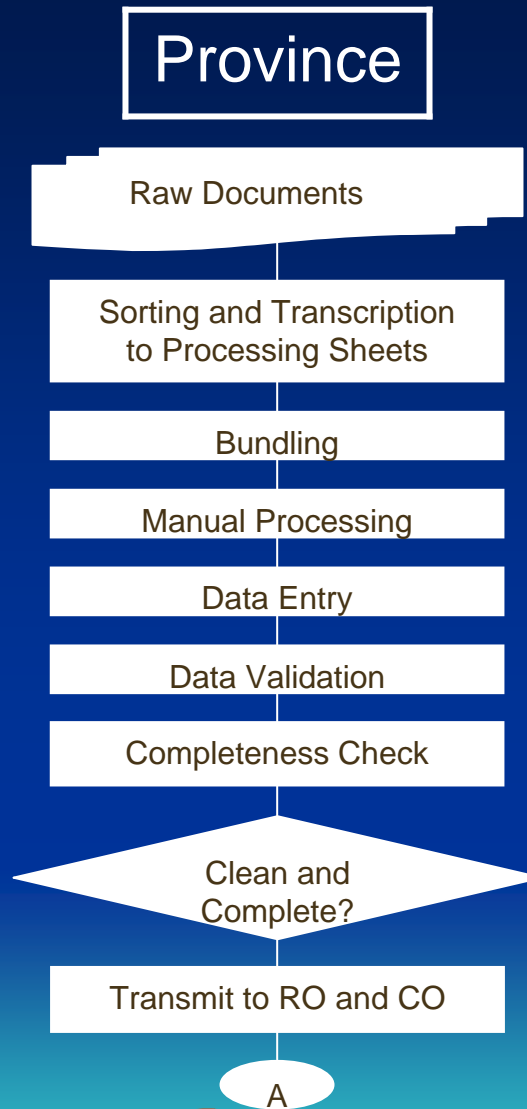 Province
Raw Documents
Sorting and Transcription
to Processing Sheets
Bundling
Manual Processing
Data Entry
Data Validation
Completeness Check
Clean and
Complete?
Transmit to RO and CO
A